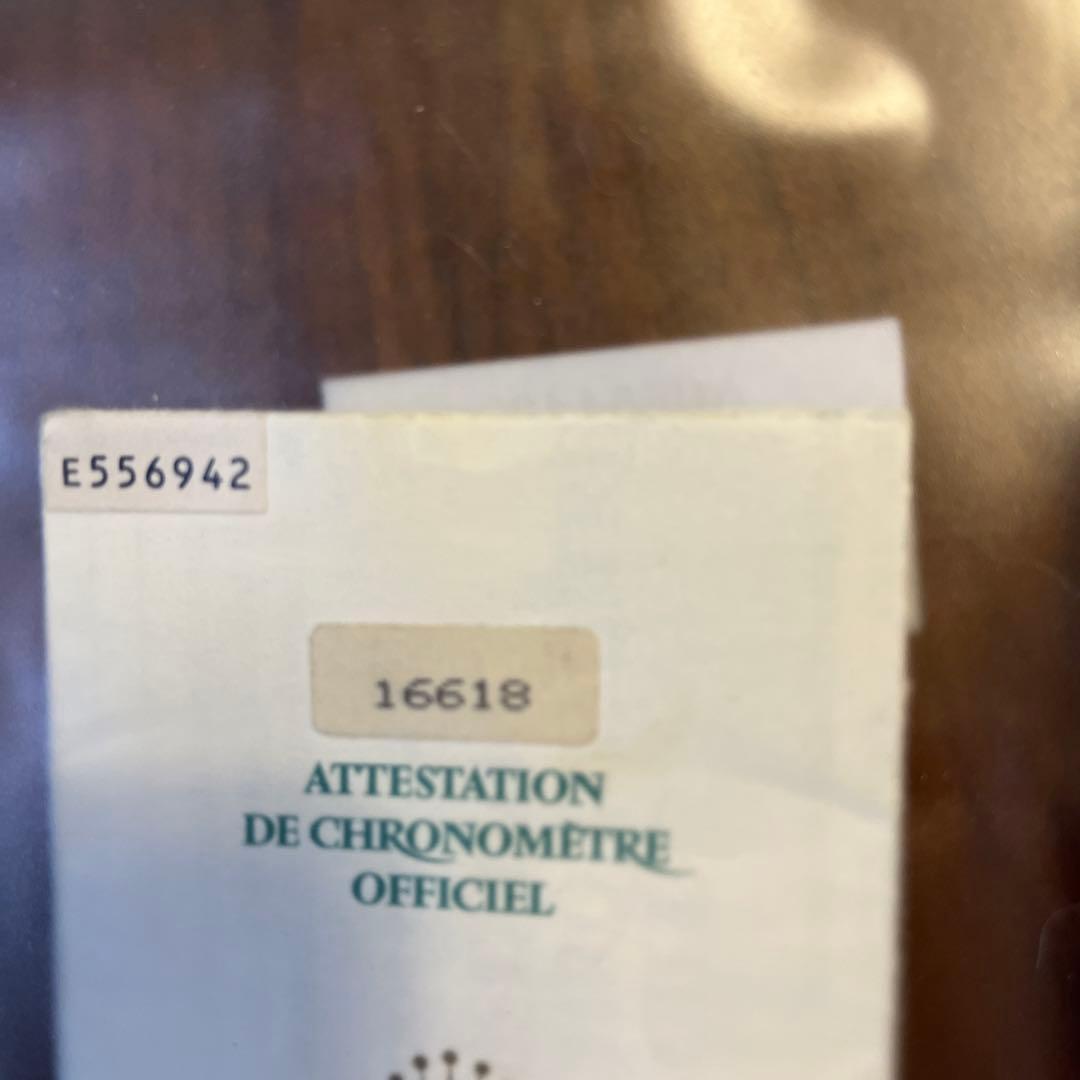 E556942
16618
ATTESTATION
DE CHRONOMÈTRE
OFFICIEL